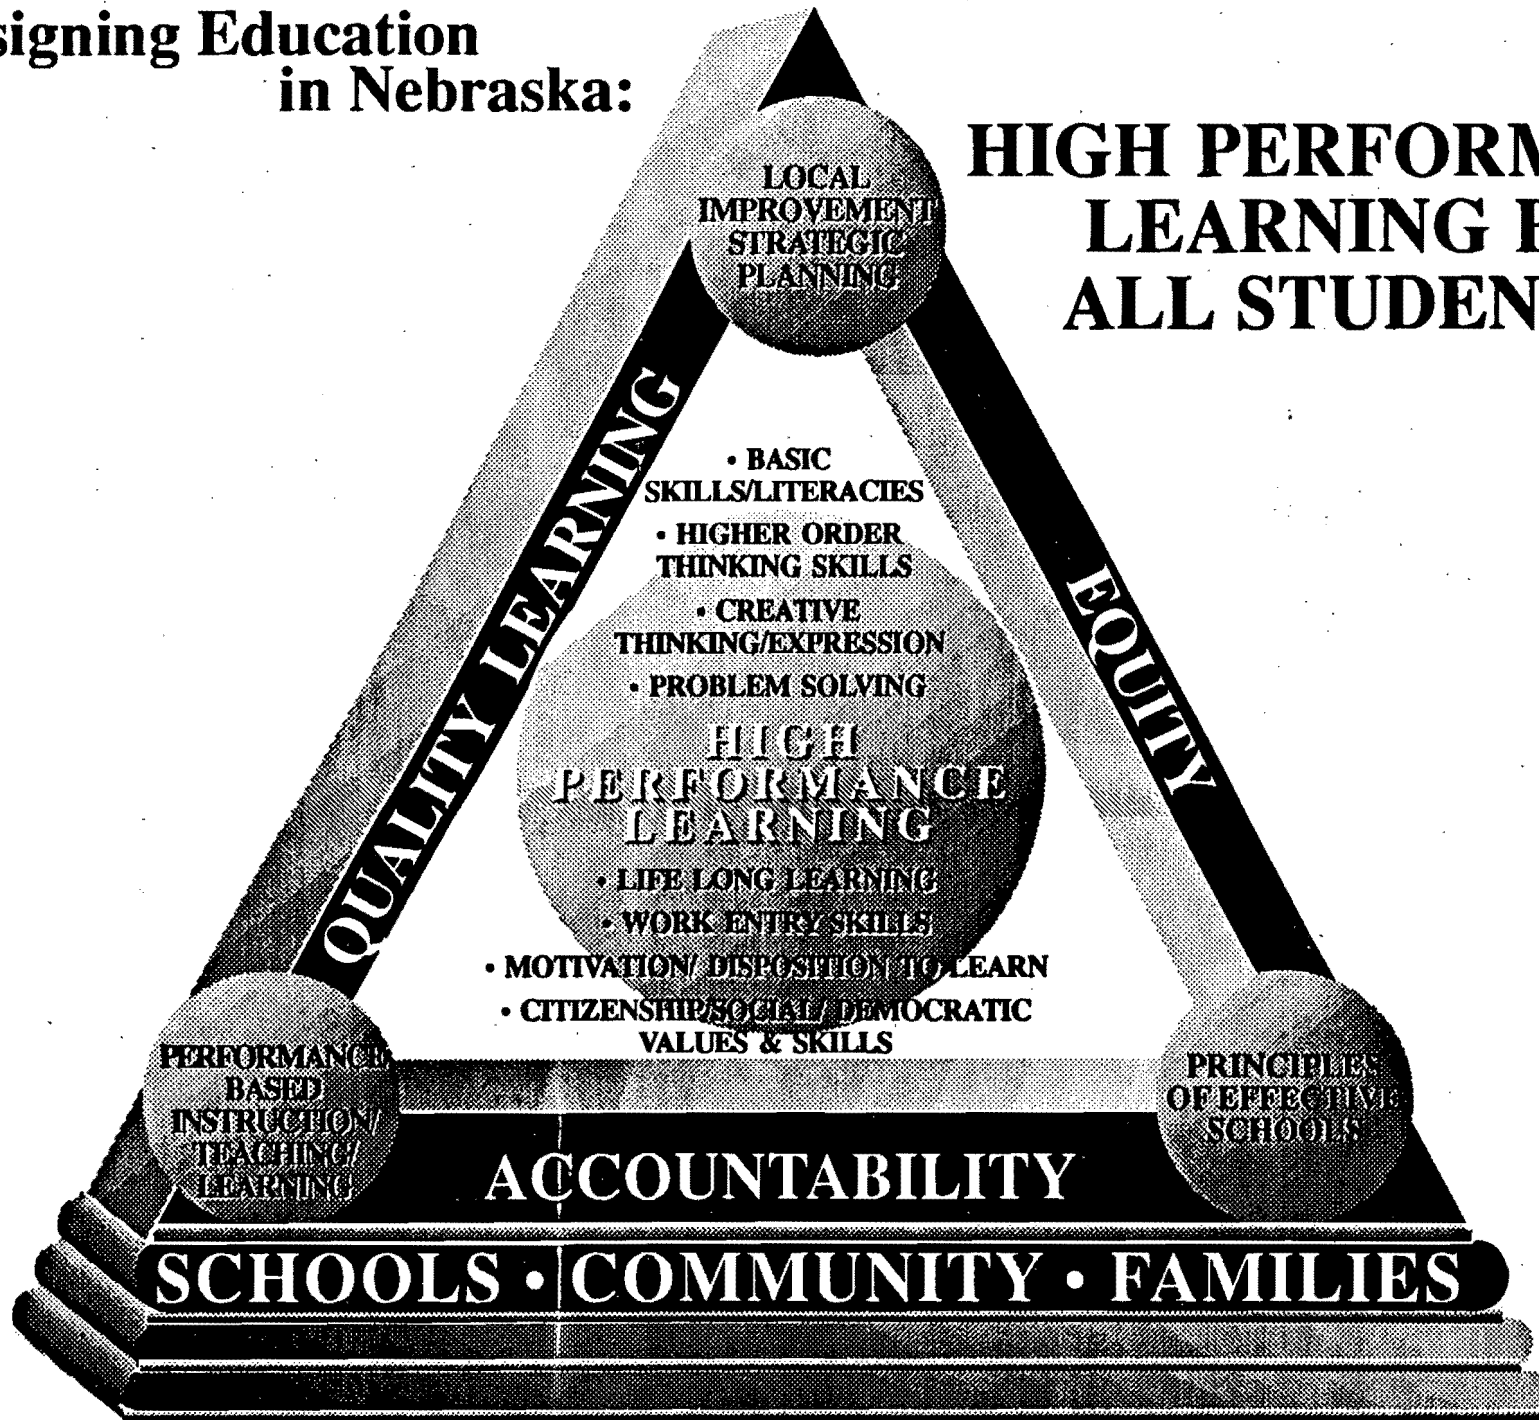 signing Education
in Nebraska:
HIGH PERFORM
LEARNING
ALL STUDEN
LOCAL
IMPROVEMENT
STRATEGIC
PLANNING
QUALITY LEARNING
EQUITY
• BASIC
SKILLS/LITERACIES
• HIGHER ORDER
THINKING SKILLS
• CREATIVE
THINKING/EXPRESSION
• PROBLEM SOLVING
HIGH
PERFORMANCE
LEARNING
• LIFE LONG LEARNING
• WORK ENTRY SKILLS
• MOTIVATION/ DISPOSITION TO LEARN
• CITIZENSHIP/SOCIAL/ DEMOCRATIC
VALUES & SKILLS
PERFORMANCE
BASED
INSTRUCTION/
TEACHING/
LEARNING
PRINCIPLES
OF EFFECTIVE
SCHOOLS
ACCOUNTABILITY
SCHOOLS • COMMUNITY • FAMILIES